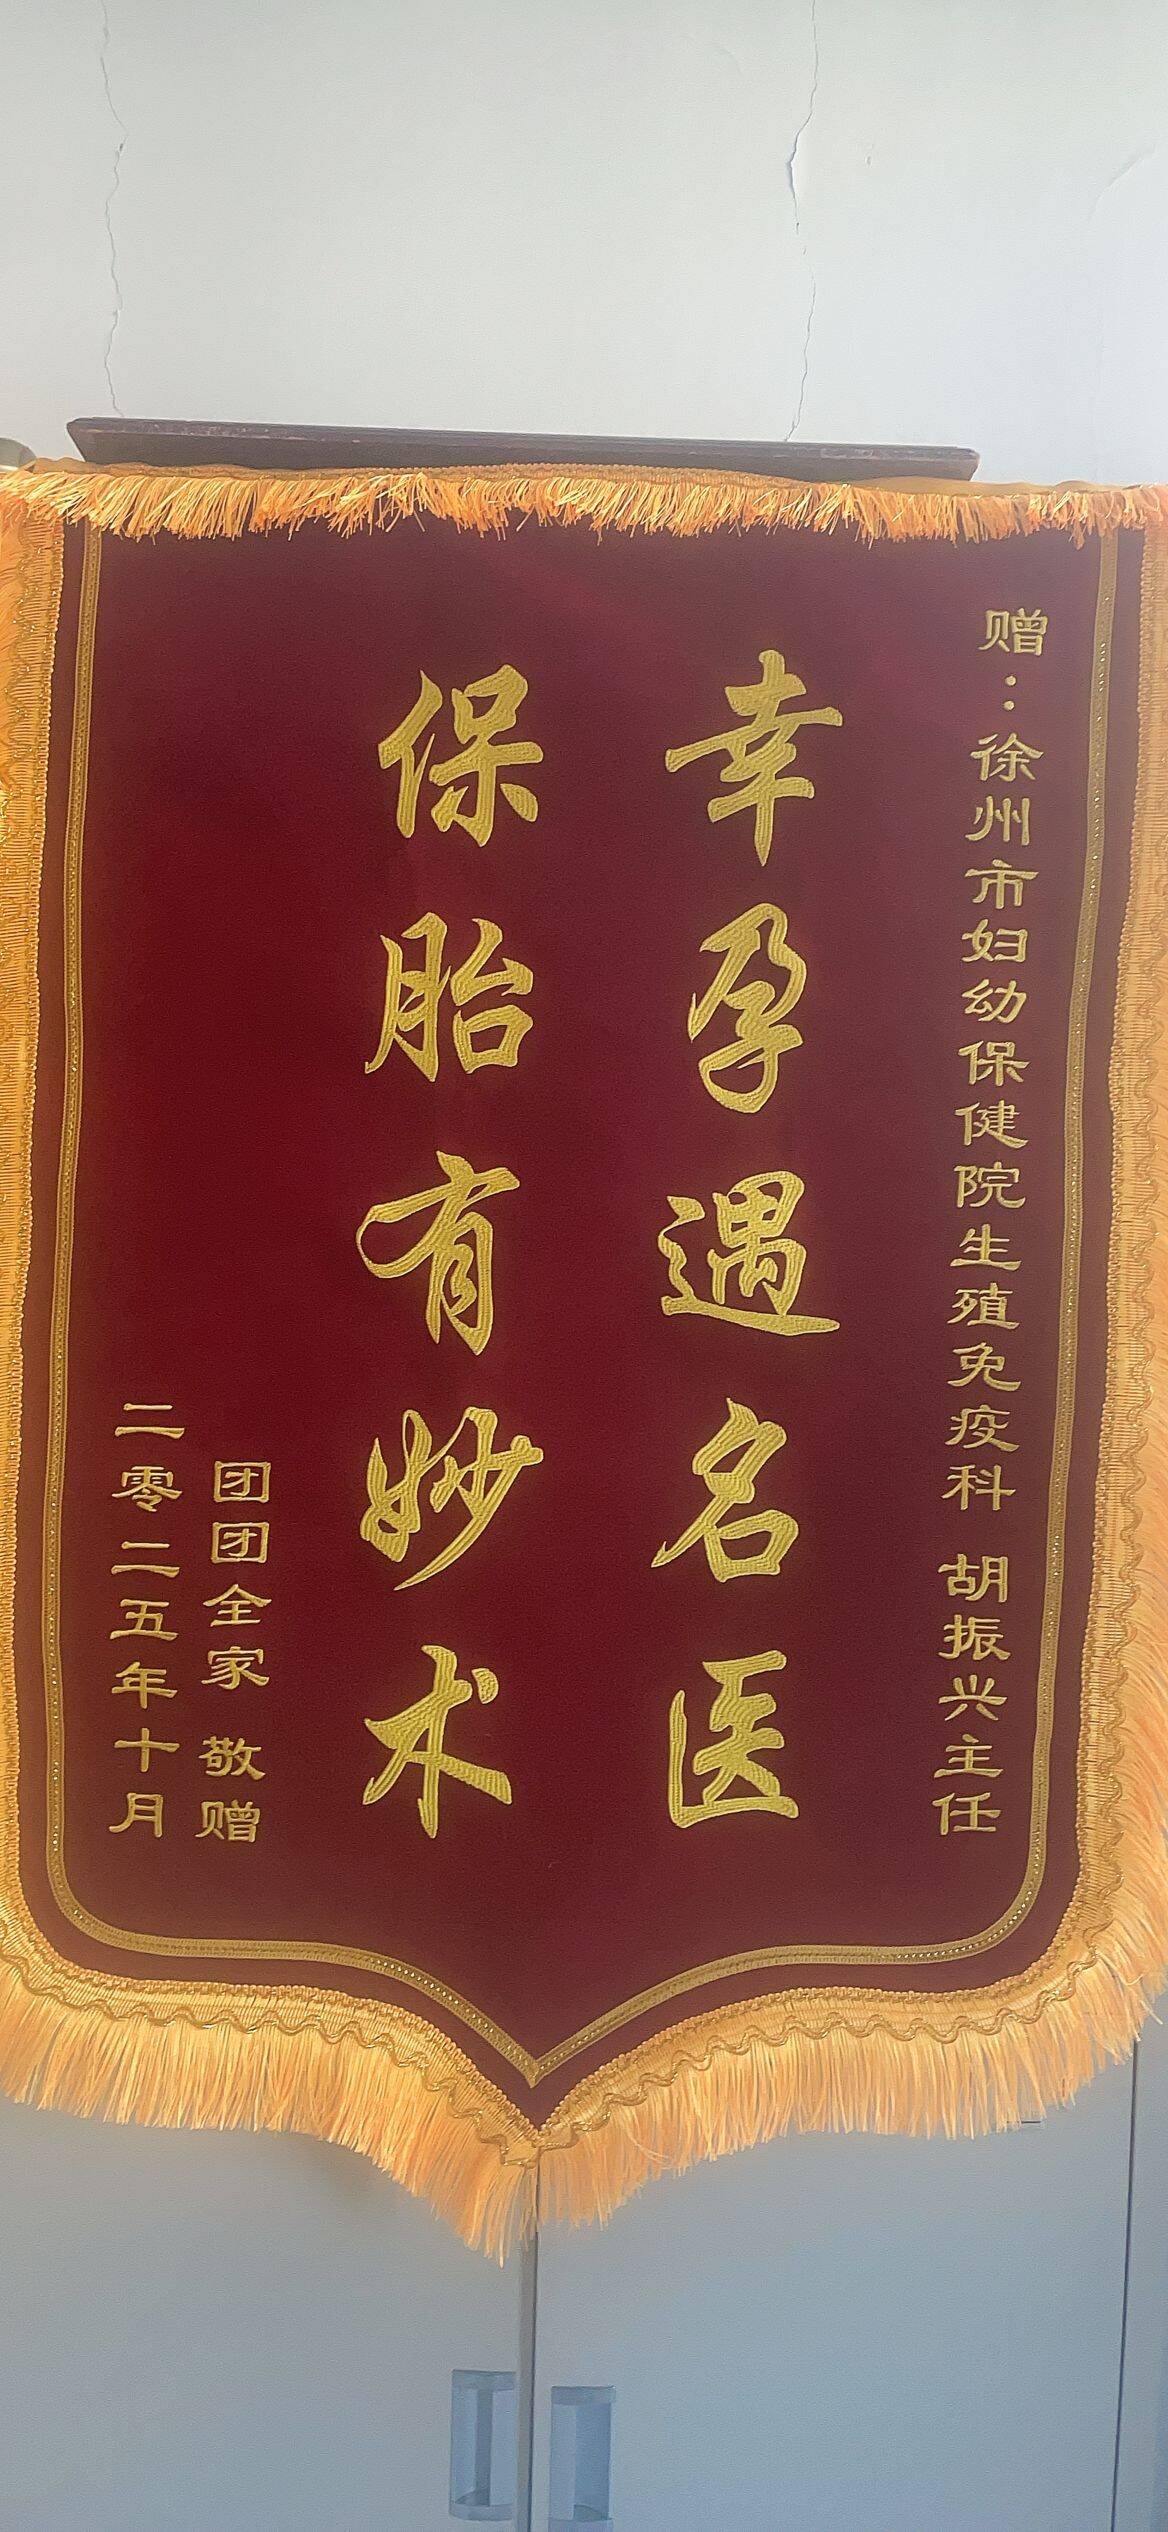 赠：徐州市妇幼保健院生殖免疫科 胡振兴主任
幸孕遇名医
保胎有妙术
团团全家 敬赠
二零二五年十月